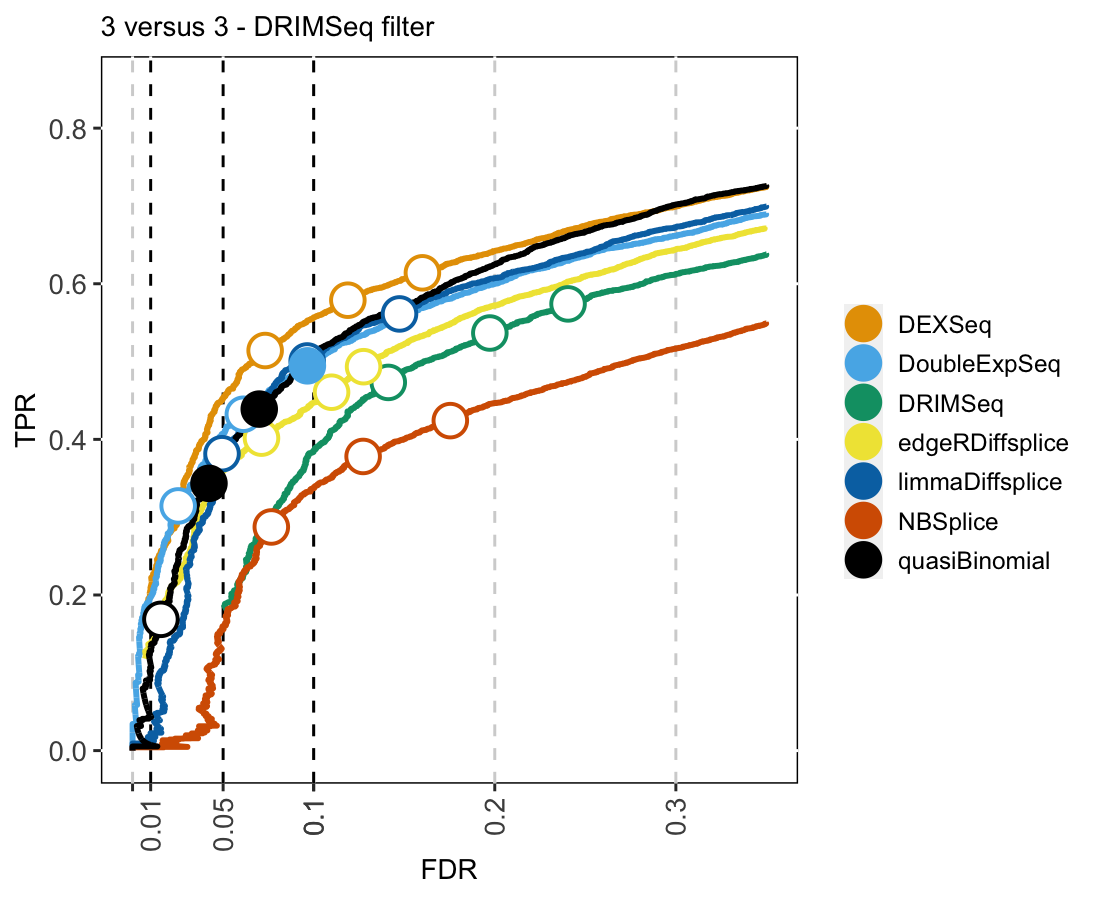 3 versus 3 - DRIMSeq filter
TPR
0.8
0.6
0.4
0.2
0.0
0.01
0.05
0.1
0.2
0.3
FDR
DEXSeq
DoubleExpSeq
DRIMSeq
edgeRDiffsplice
limmaDiffsplice
NBSplice
quasiBinomial